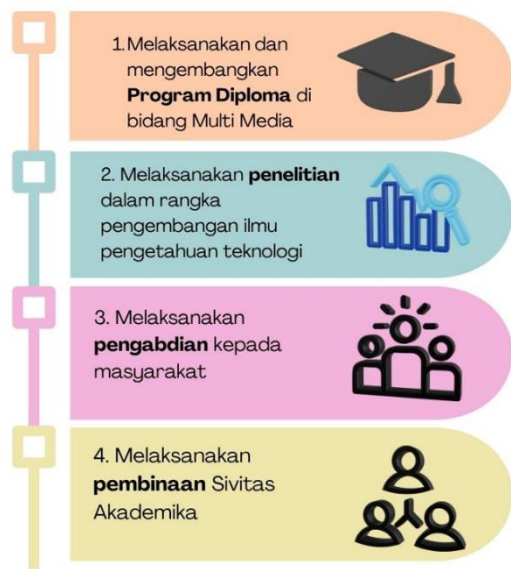 1. Melaksanakan dan
mengembangkan
Program Diploma di
bidang Multi Media
2. Melaksanakan penelitian
dalam rangka
pengembangan ilmu
pengetahuan teknologi
3. Melaksanakan
pengabdian kepada
masyarakat
4. Melaksanakan
pembinaan Sivitas
Akademika